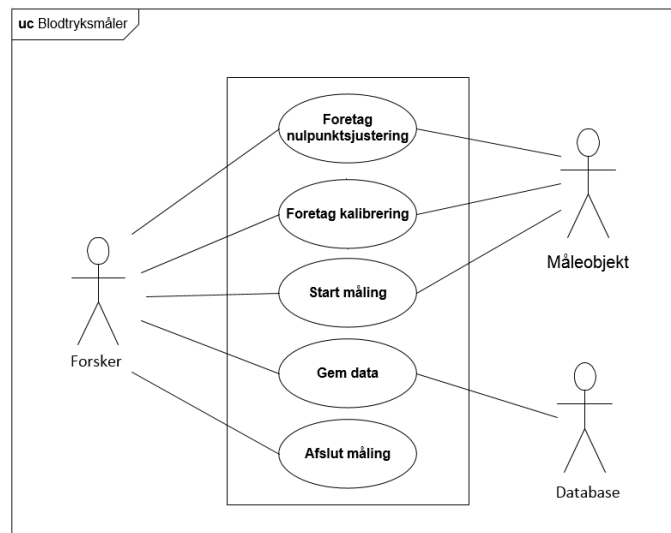 uc Blodtryksmåler
Foretag
nulpunktsjustering
Foretag kalibrering
Start måling
Gem data
Afslut måling
Forsker
Måleobjekt
Database